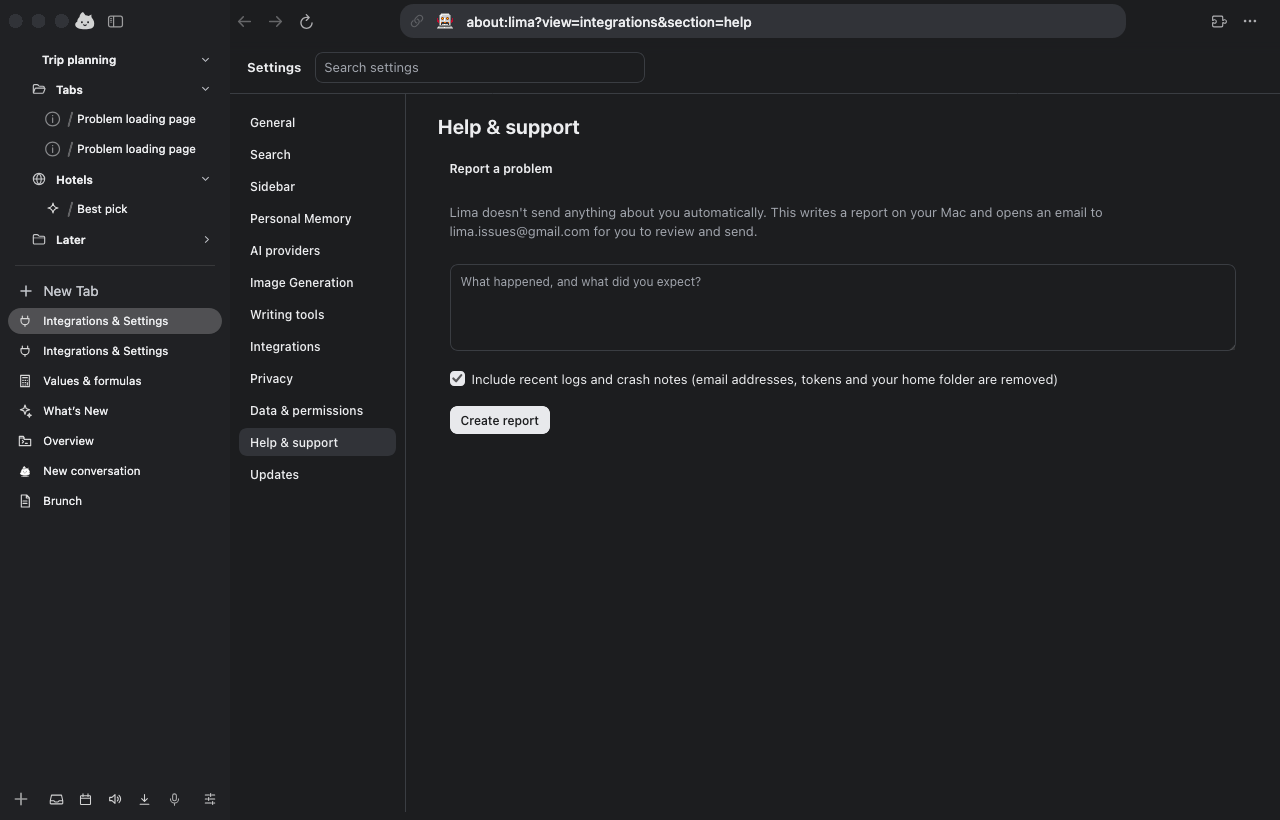 about:lima?view=integrations&section=help
Trip planning
Tabs
/ Problem loading page
/ Problem loading page
Hotels
/ Best pick
Later
New Tab
Integrations & Settings
Integrations & Settings
Values & formulas
What's New
Overview
New conversation
Brunch
Settings
Search settings
General
Search
Sidebar
Personal Memory
AI providers
Image Generation
Writing tools
Integrations
Privacy
Data & permissions
Help & support
Updates
Help & support
Report a problem
Lima doesn't send anything about you automatically. This writes a report on your Mac and opens an email to
lima.issues@gmail.com for you to review and send.
What happened, and what did you expect?
Include recent logs and crash notes (email addresses, tokens and your home folder are removed)
Create report